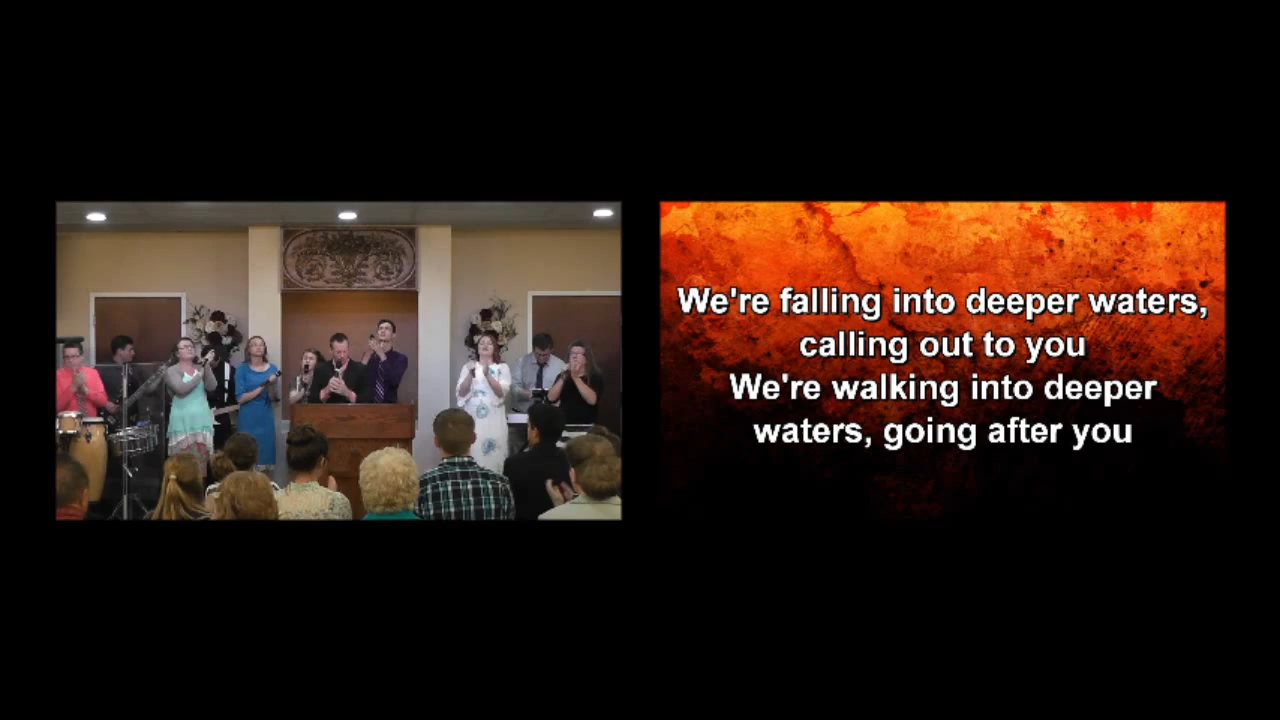 We're falling into deeper waters,
calling out to you
We're walking into deeper
waters, going after you